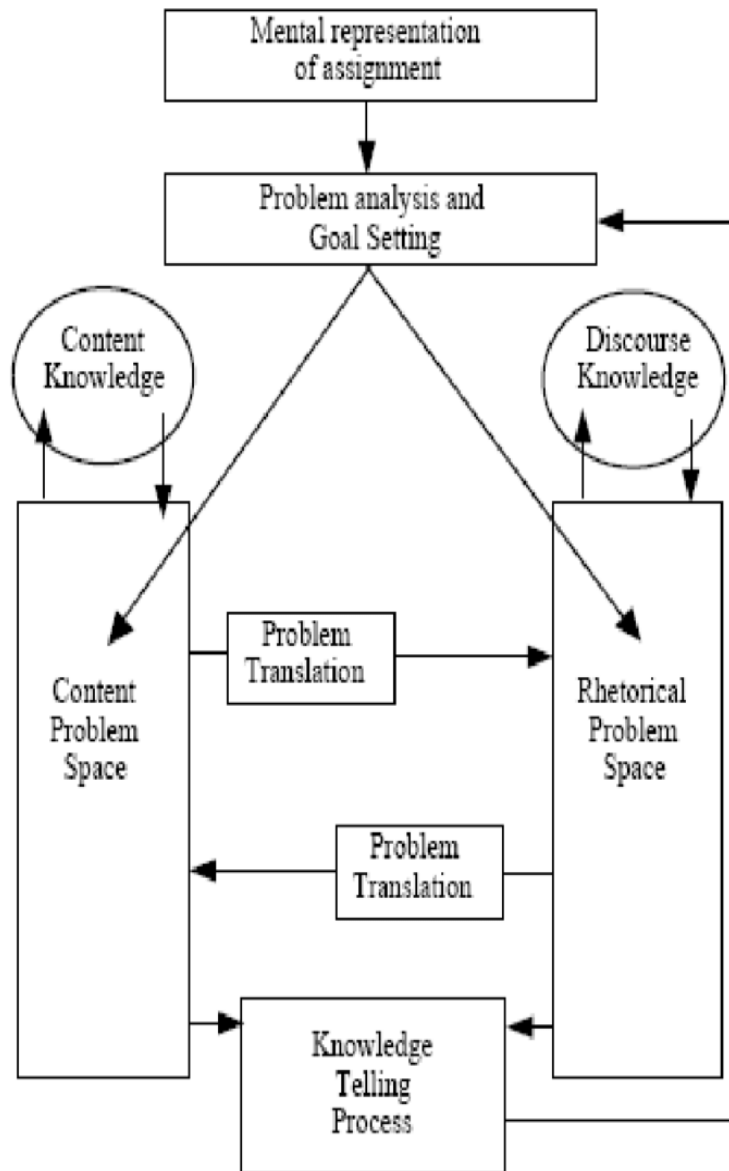 Mental representation
of assignment
Problem analysis and
Goal Setting
Content
Knowledge
Discourse
Knowledge
Problem
Translation
Content
Problem
Space
Rhetorical
Problem
Space
Problem
Translation
Knowledge
Telling
Process